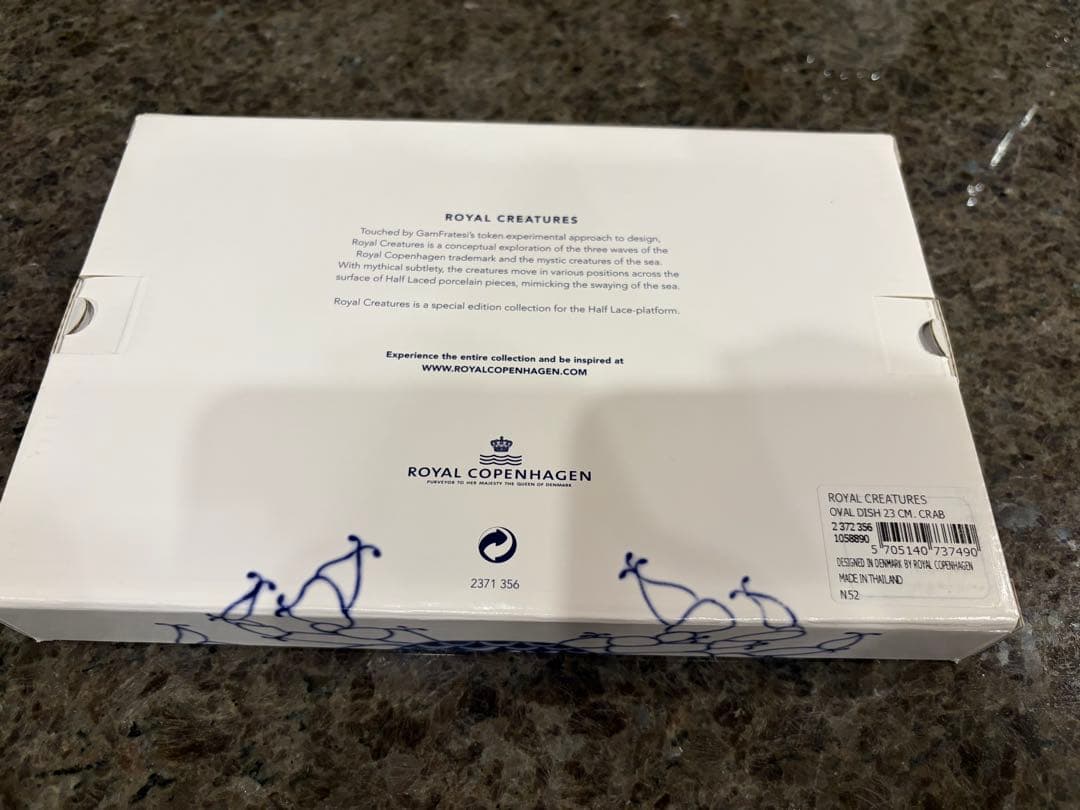 ROYAL CREATURES
Touched by GamFratesi's token experimental approach to design,
Royal Creatures is a conceptual exploration of the three waves of the
Royal Copenhagen trademark and the mystic creatures of the sea.
With mythical subtlety, the creatures move in various positions across the
surface of Half Laced porcelain pieces, mimicking the swaying of the sea.
Royal Creatures is a special edition collection for the Half Lace-platform.
Experience the entire collection and be inspired at
WWW.ROYALCOPENHAGEN.COM
ROYAL COPENHAGEN
PURVEYOR TO HER MAJESTY THE QUEEN OF DENMARK
2371 356
ROYAL CREATURES
OVAL DISH 23 CM. CRAB
2 372 356
1058890
5 705140 737490
DESIGNED IN DENMARK BY ROYAL COPENHAGEN
MADE IN THAILAND
N52